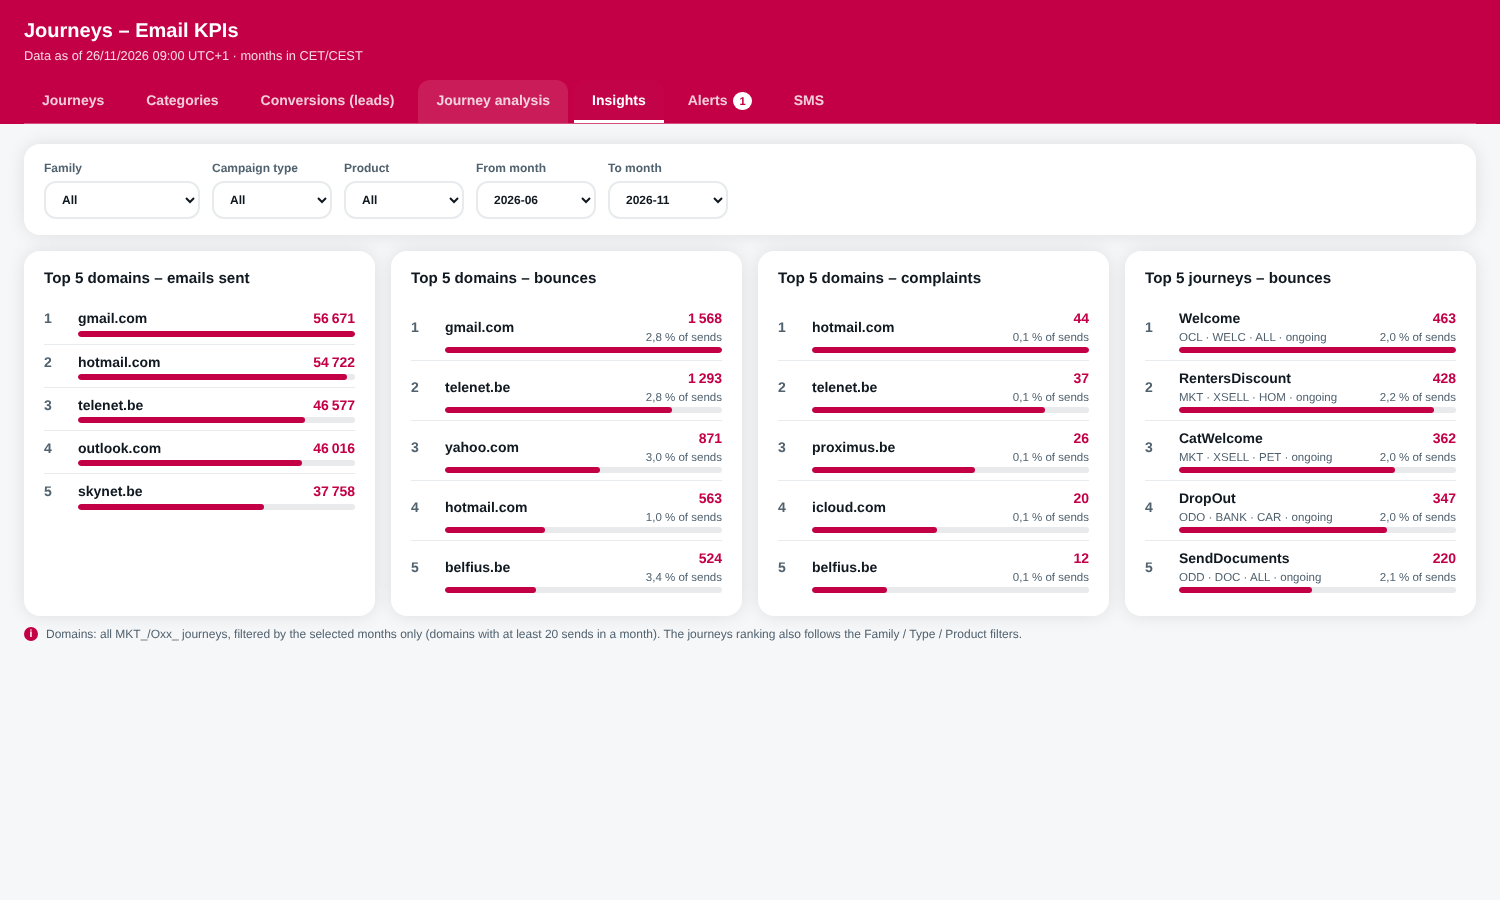 Journeys – Email KPIs
Data as of 26/11/2026 09:00 UTC+1 · months in CET/CEST
Journeys Categories Conversions (leads) Journey analysis Insights Alerts 1 SMS
Family Campaign type Product From month To month
All All All 2026-06 2026-11
Top 5 domains – emails sent
1 gmail.com 56 671
2 hotmail.com 54 722
3 telenet.be 46 577
4 outlook.com 46 016
5 skynet.be 37 758
Top 5 domains – bounces
1 gmail.com 1 568
2,8 % of sends
2 telenet.be 1 293
2,8 % of sends
3 yahoo.com 871
3,0 % of sends
4 hotmail.com 563
1,0 % of sends
5 belfius.be 524
3,4 % of sends
Top 5 domains – complaints
1 hotmail.com 44
0,1 % of sends
2 telenet.be 37
0,1 % of sends
3 proximus.be 26
0,1 % of sends
4 icloud.com 20
0,1 % of sends
5 belfius.be 12
0,1 % of sends
Top 5 journeys – bounces
1 Welcome 463
OCL · WELC · ALL · ongoing 2,0 % of sends
2 RentersDiscount 428
MKT · XSELL · HOM · ongoing 2,2 % of sends
3 CatWelcome 362
MKT · XSELL · PET · ongoing 2,0 % of sends
4 DropOut 347
ODO · BANK · CAR · ongoing 2,0 % of sends
5 SendDocuments 220
ODD · DOC · ALL · ongoing 2,1 % of sends
i Domains: all MKT_/Oxx_ journeys, filtered by the selected months only (domains with at least 20 sends in a month). The journeys ranking also follows the Family / Type / Product filters.